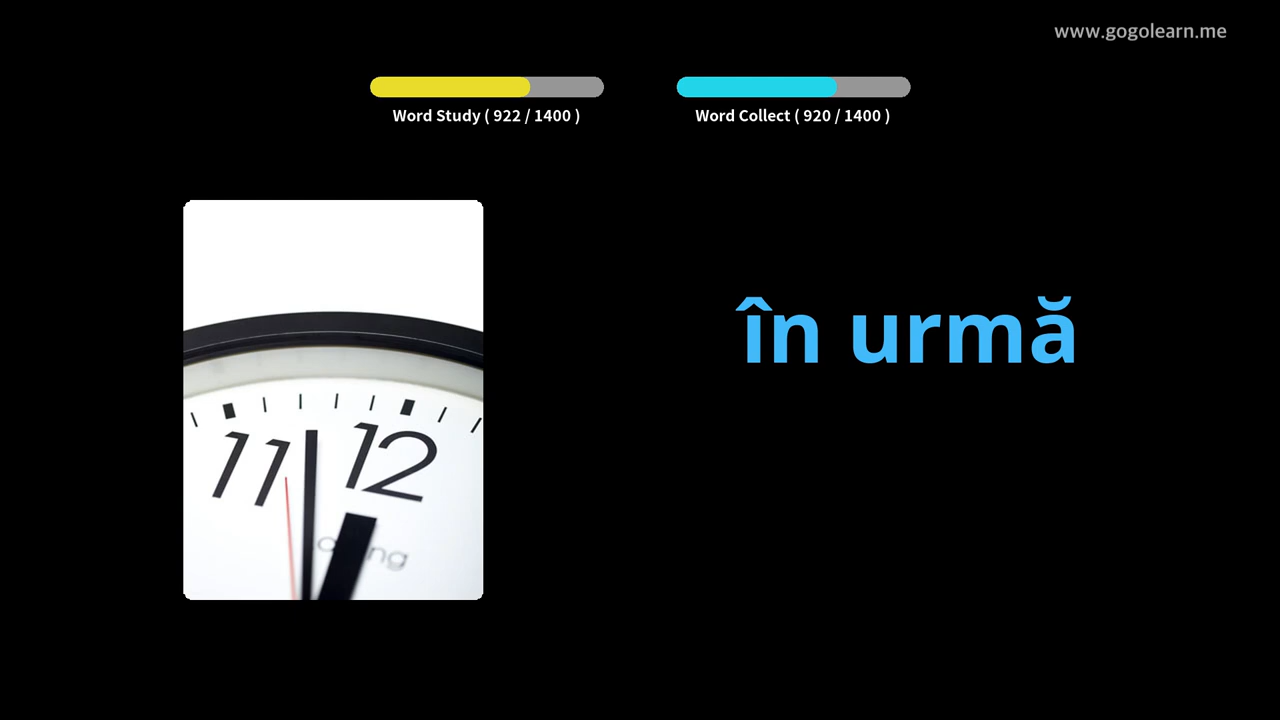 www.gogolearn.me
Word Study ( 922 / 1400 )
Word Collect ( 920 / 1400 )
în urmă
11
12